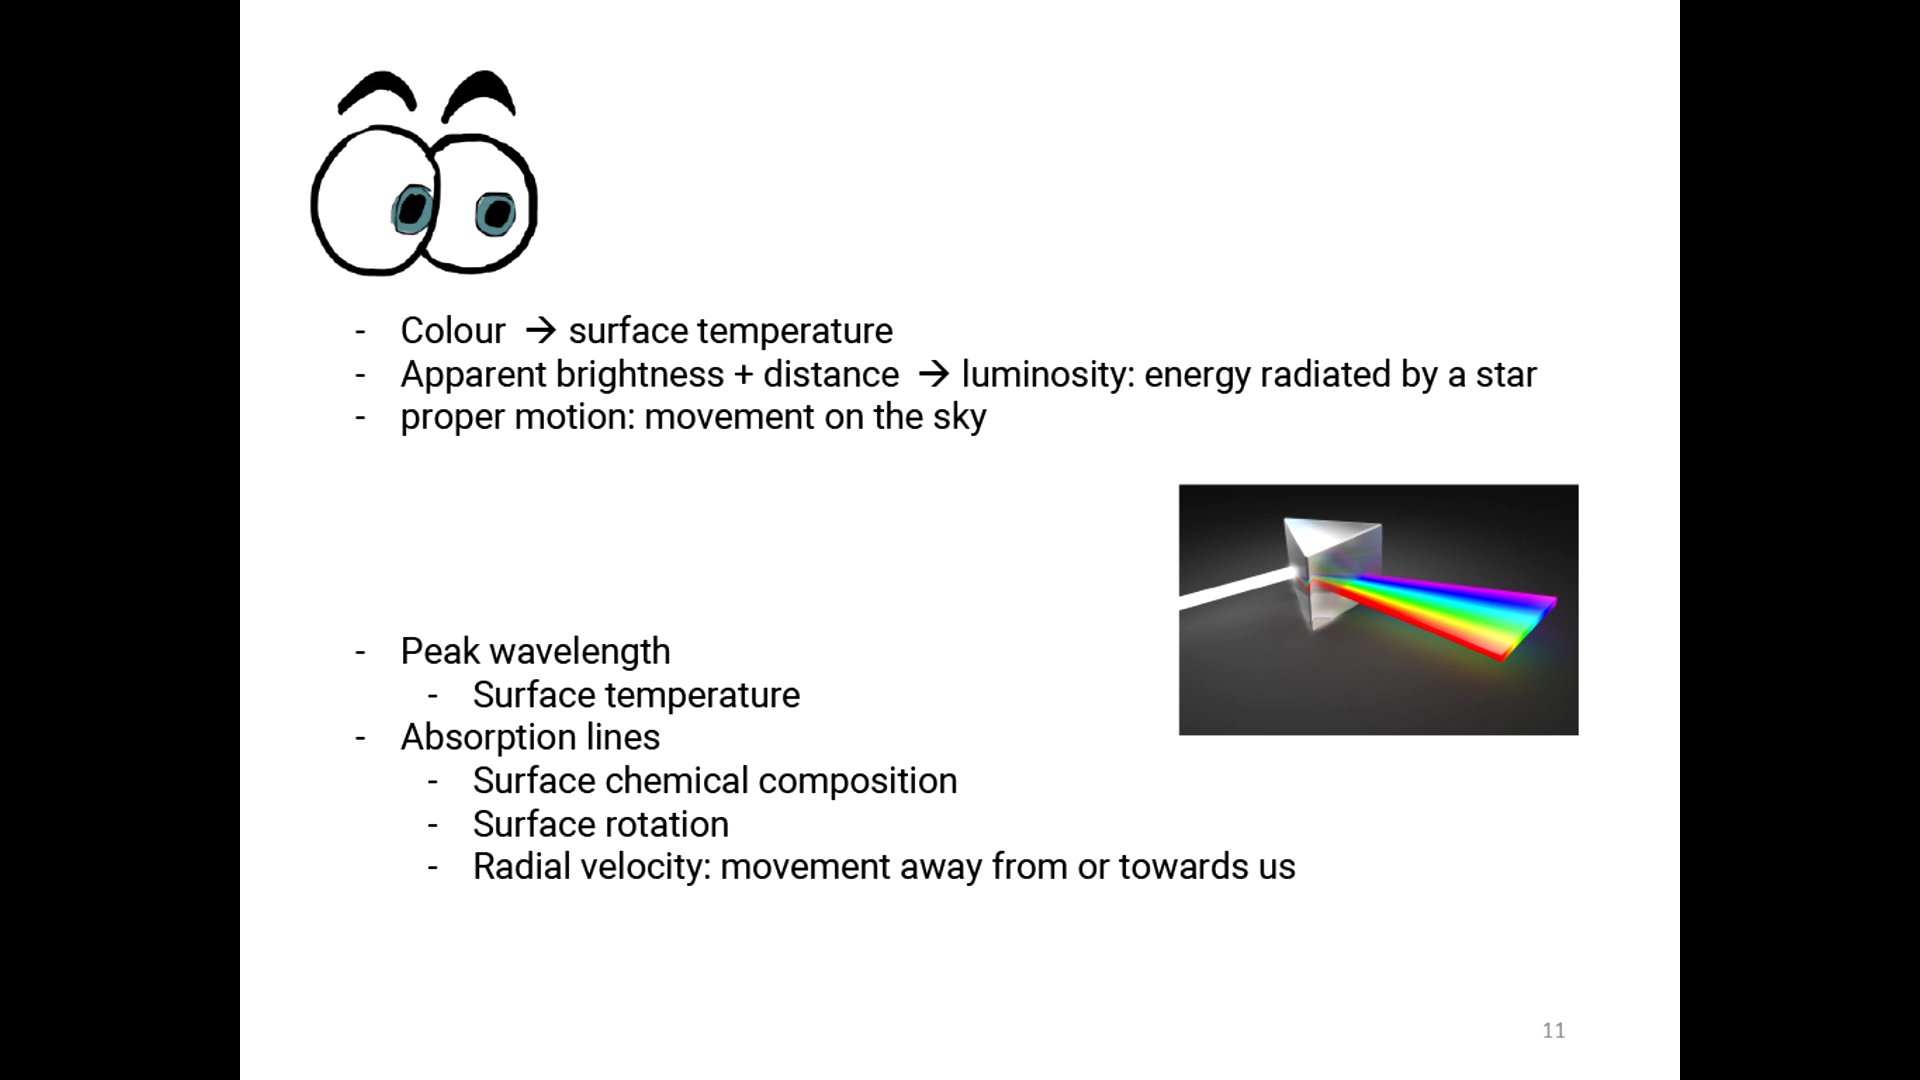 - Colour → surface temperature
- Apparent brightness + distance → luminosity: energy radiated by a star
- proper motion: movement on the sky
- Peak wavelength
- Surface temperature
- Absorption lines
- Surface chemical composition
- Surface rotation
- Radial velocity: movement away from or towards us
11